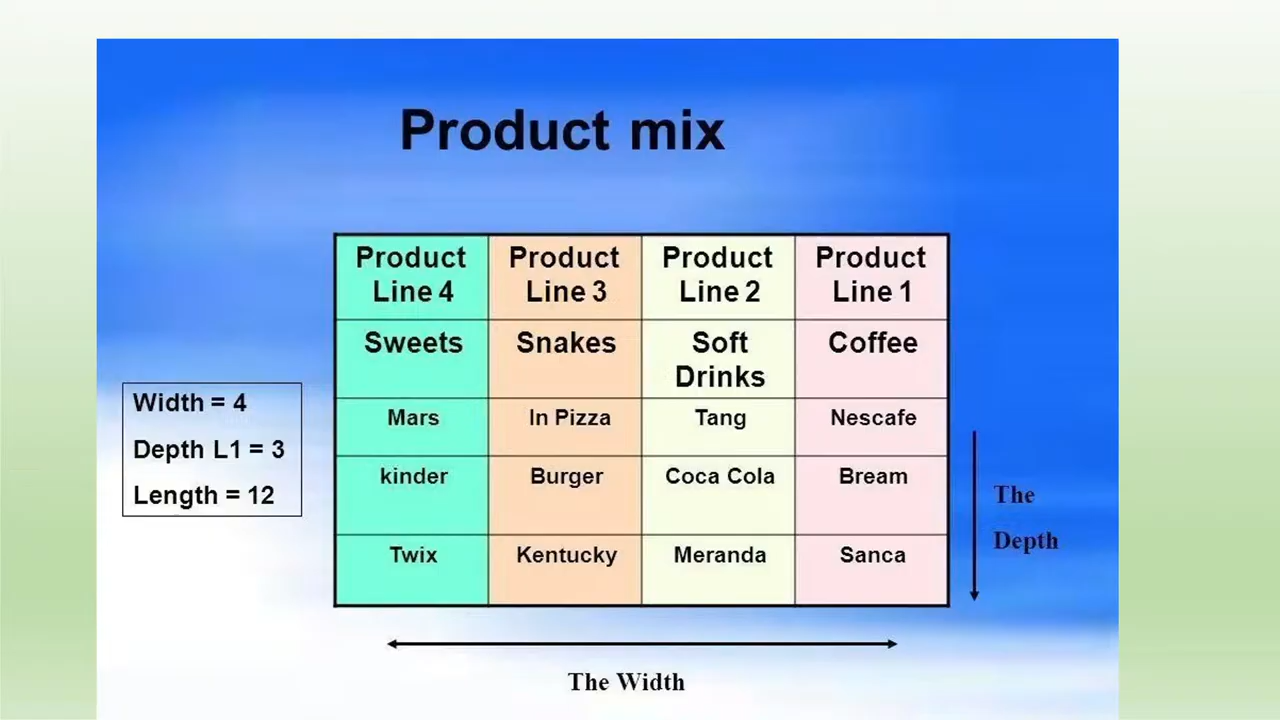 Product mix
Product Product Product Product
Line 4 Line 3 Line 2 Line 1
Sweets Snakes Soft Coffee
Drinks
Mars In Pizza Tang Nescafe
kinder Burger Coca Cola Bream
Twix Kentucky Meranda Sanca
Width = 4
Depth L1 = 3
Length = 12
The
Depth
The Width